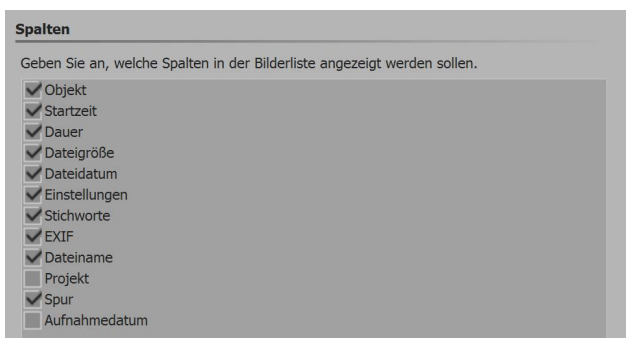 Spalten
Geben Sie an, welche Spalten in der Bilderliste angezeigt werden sollen.
Objekt
Startzeit
Dauer
Dateigröße
Dateidatum
Einstellungen
Stichworte
EXIF
Dateiname
Projekt
Spur
Aufnahmedatum